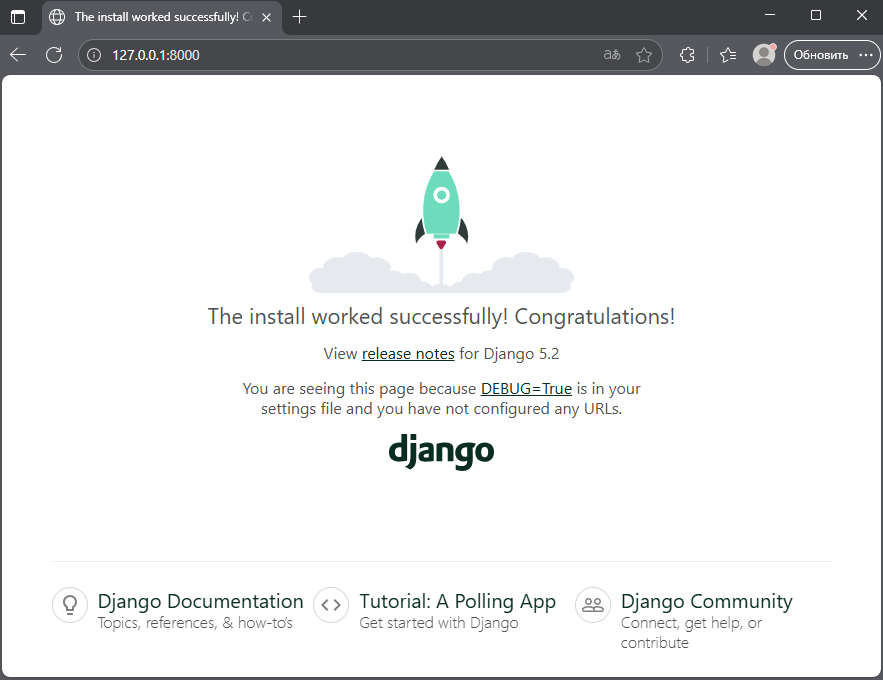 The install worked successfully! C
127.0.0.1:8000
aあ
Обновить
The install worked successfully! Congratulations!
View release notes for Django 5.2
You are seeing this page because DEBUG=True is in your
settings file and you have not configured any URLs.
django
Django Documentation
Topics, references, & how-to’s
Tutorial: A Polling App
Get started with Django
Django Community
Connect, get help, or
contribute